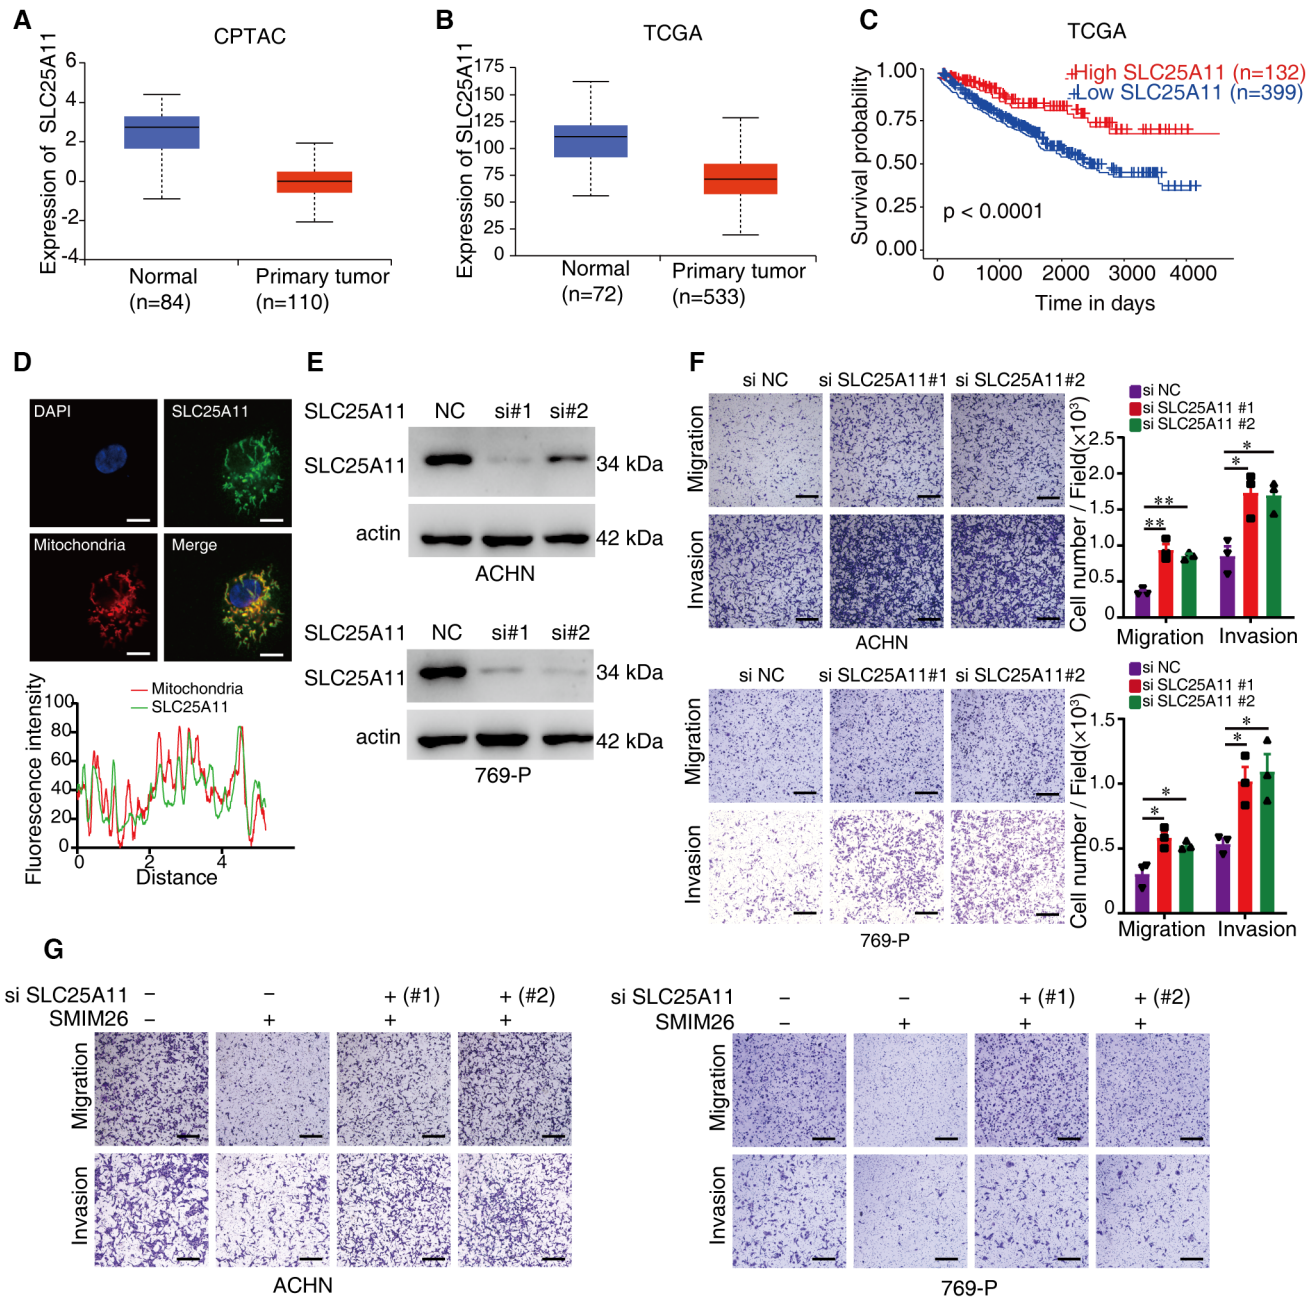 A
CPTAC
Expression of SLC25A11
6
4
2
0
-2
-4
Normal
(n=84)
Primary tumor
(n=110)
B
TCGA
Expression of SLC25A11
175
150
125
100
75
50
25
0
Normal
(n=72)
Primary tumor
(n=533)
C
TCGA
High SLC25A11 (n=132)
Low SLC25A11 (n=399)
Survival probability
1.00
0.75
0.50
0.25
0.00
p < 0.0001
0 1000 2000 3000 4000
Time in days
D
DAPI
SLC25A11
Mitochondria
Merge
Mitochondria
SLC25A11
Fluorescence intensity
100
80
60
40
20
0
0 2 4
Distance
E
SLC25A11 NC si#1 si#2
SLC25A11 34 kDa
actin 42 kDa
ACHN
SLC25A11 NC si#1 si#2
SLC25A11 34 kDa
actin 42 kDa
769-P
F
si NC si SLC25A11#1 si SLC25A11#2
Migration
Invasion
ACHN
si NC
si SLC25A11 #1
si SLC25A11 #2
Cell number / Field(×10³)
2.5
2.0
1.5
1.0
0.5
0
** **
* *
Migration Invasion
si NC si SLC25A11#1 si SLC25A11#2
Migration
Invasion
769-P
si NC
si SLC25A11 #1
si SLC25A11 #2
Cell number / Field(×10³)
1.5
1.0
0.5
0
* *
* *
Migration Invasion
G
si SLC25A11 – – + (#1) + (#2)
SMIM26 – + + +
Migration
Invasion
ACHN
si SLC25A11 – – + (#1) + (#2)
SMIM26 – + + +
Migration
Invasion
769-P